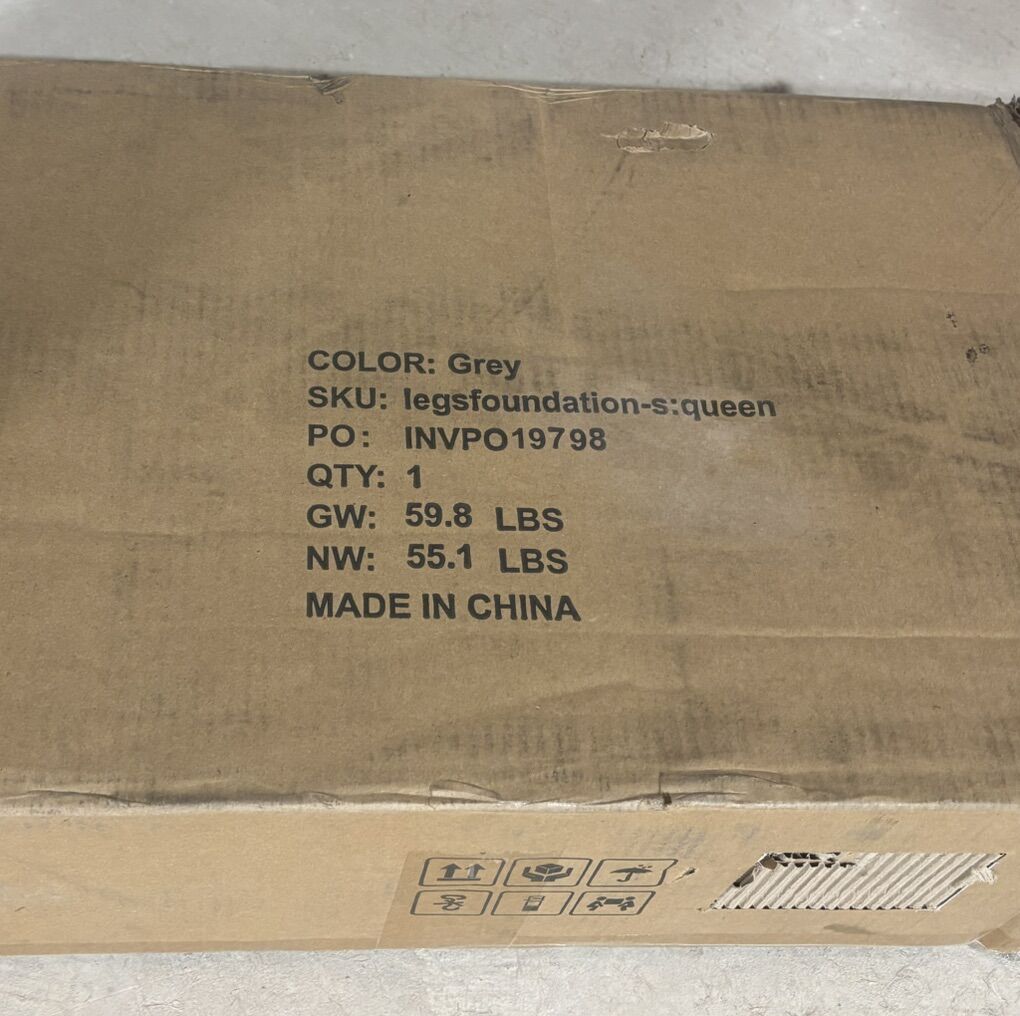 COLOR: Grey
SKU: legsfoundation-s:queen
PO: INVPO19798
QTY: 1
GW: 59.8 LBS
NW: 55.1 LBS
MADE IN CHINA